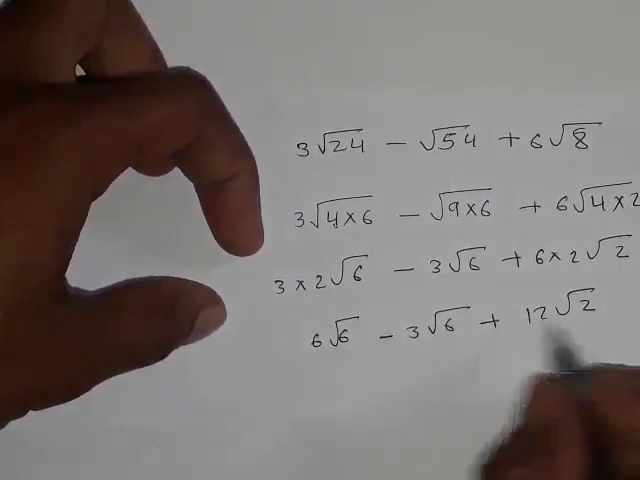 3√24 - √54 + 6√8
3√4×6 - √9×6 + 6√4×2
3×2√6 - 3√6 + 6×2√2
6√6 - 3√6 + 12√2